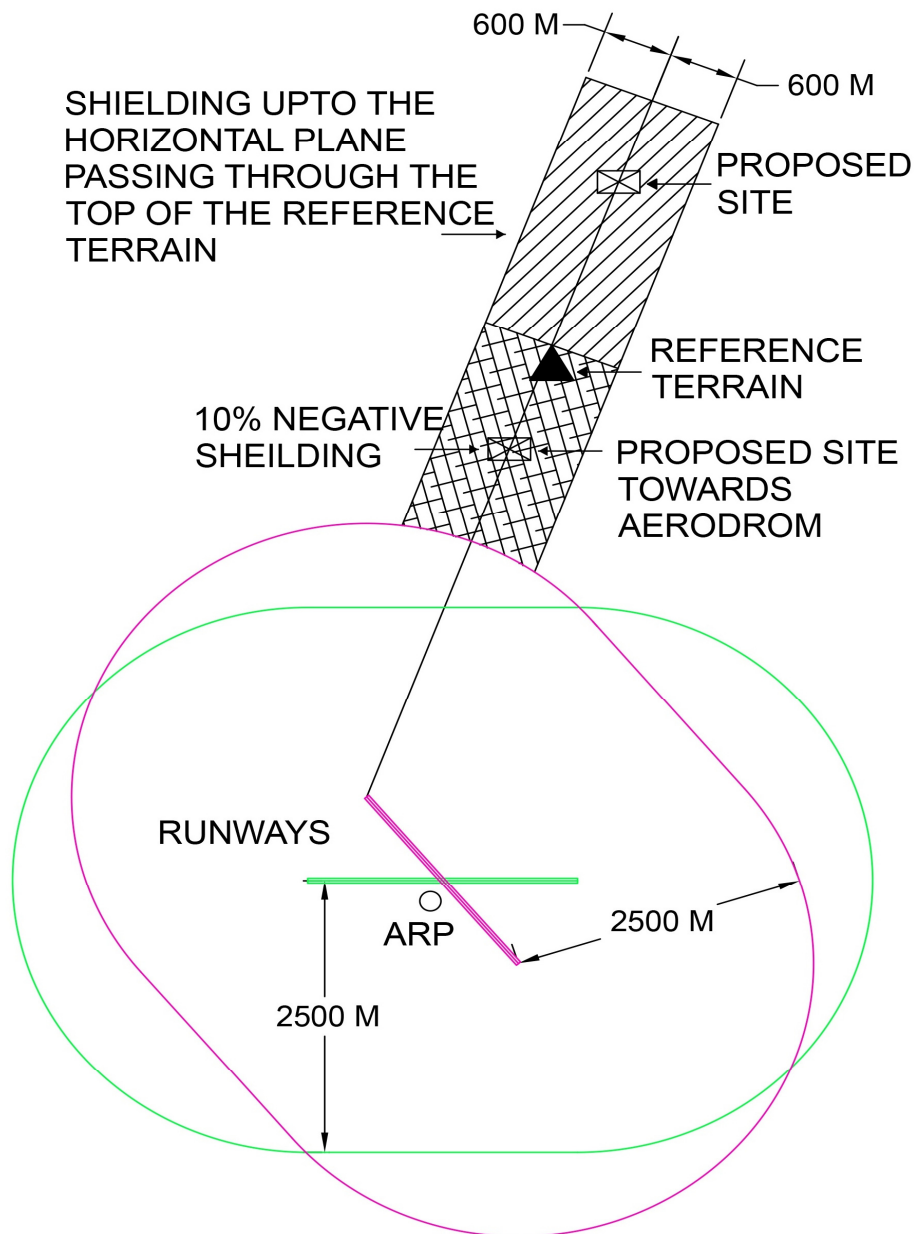 600 M
600 M
SHIELDING UPTO THE
HORIZONTAL PLANE
PASSING THROUGH THE
TOP OF THE REFERENCE
TERRAIN
PROPOSED
SITE
REFERENCE
TERRAIN
10% NEGATIVE
SHEILDING
PROPOSED SITE
TOWARDS
AERODROM
RUNWAYS
ARP
2500 M
2500 M